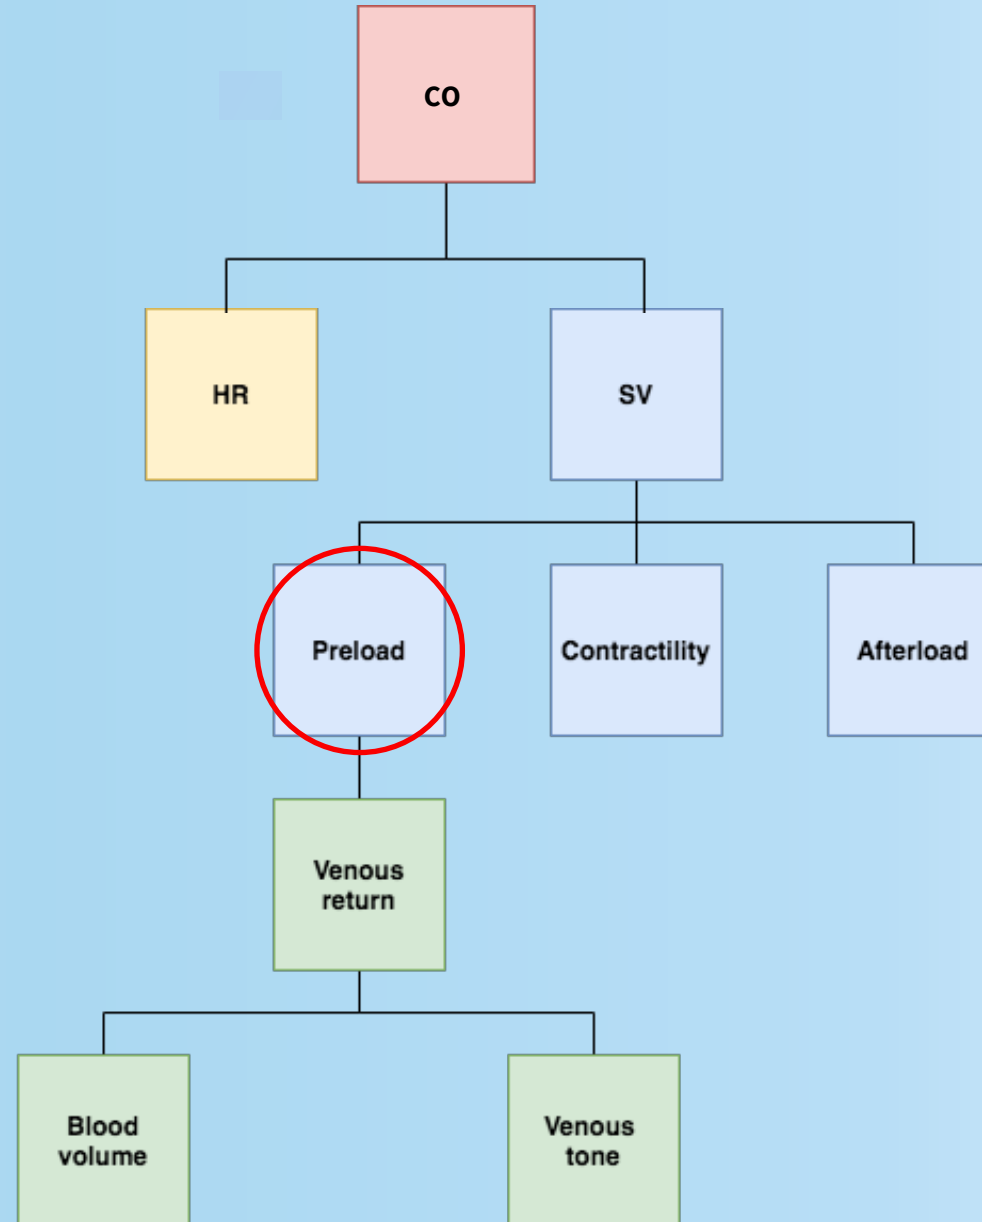 CO
HR
SV
Preload
Contractility
Afterload
Venous
return
Blood
volume
Venous
tone